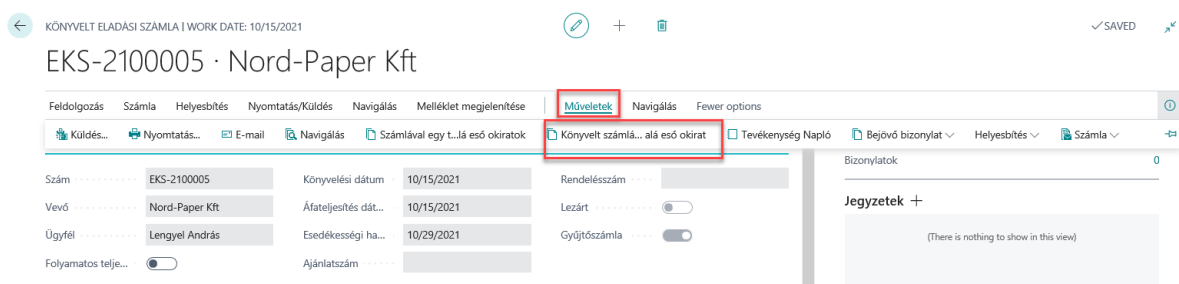 KÖNYVELT ELADÁSI SZÁMLA | WORK DATE: 10/15/2021
SAVED
EKS-2100005 · Nord-Paper Kft
Feldolgozás Számla Helyesbítés Nyomtatás/Küldés Navigálás Melléklet megjelenítése Műveletek Navigálás Fewer options
Küldés... Nyomtatás... E-mail Navigálás Számlával egy t...lá eső okiratok Könyvelt számlá... alá eső okirat Tevékenység Napló Bejövő bizonylat Helyesbítés Számla
Bizonylatok 0
Szám EKS-2100005 Könyvelési dátum 10/15/2021 Rendelésszám
Vevő Nord-Paper Kft Áfateljesítés dát... 10/15/2021 Lezárt
Jegyzetek
Ügyfél Lengyel András Esedékességi ha... 10/29/2021 Gyűjtőszámla
(There is nothing to show in this view)
Folyamatos telje... Ajánlatszám